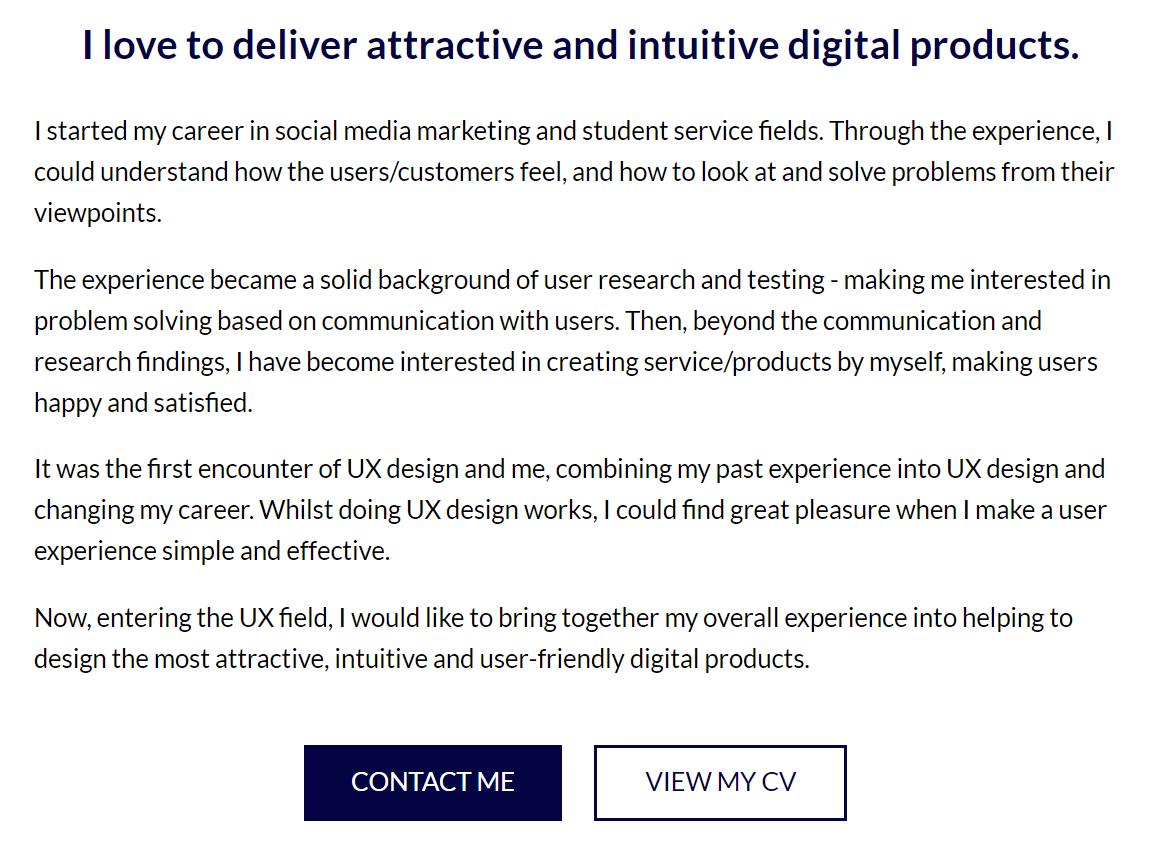 I love to deliver attractive and intuitive digital products.
I started my career in social media marketing and student service fields. Through the experience, I
could understand how the users/customers feel, and how to look at and solve problems from their
viewpoints.
The experience became a solid background of user research and testing - making me interested in
problem solving based on communication with users. Then, beyond the communication and
research findings, I have become interested in creating service/products by myself, making users
happy and satisfied.
It was the first encounter of UX design and me, combining my past experience into UX design and
changing my career. Whilst doing UX design works, I could find great pleasure when I make a user
experience simple and effective.
Now, entering the UX field, I would like to bring together my overall experience into helping to
design the most attractive, intuitive and user-friendly digital products.
CONTACT ME
VIEW MY CV